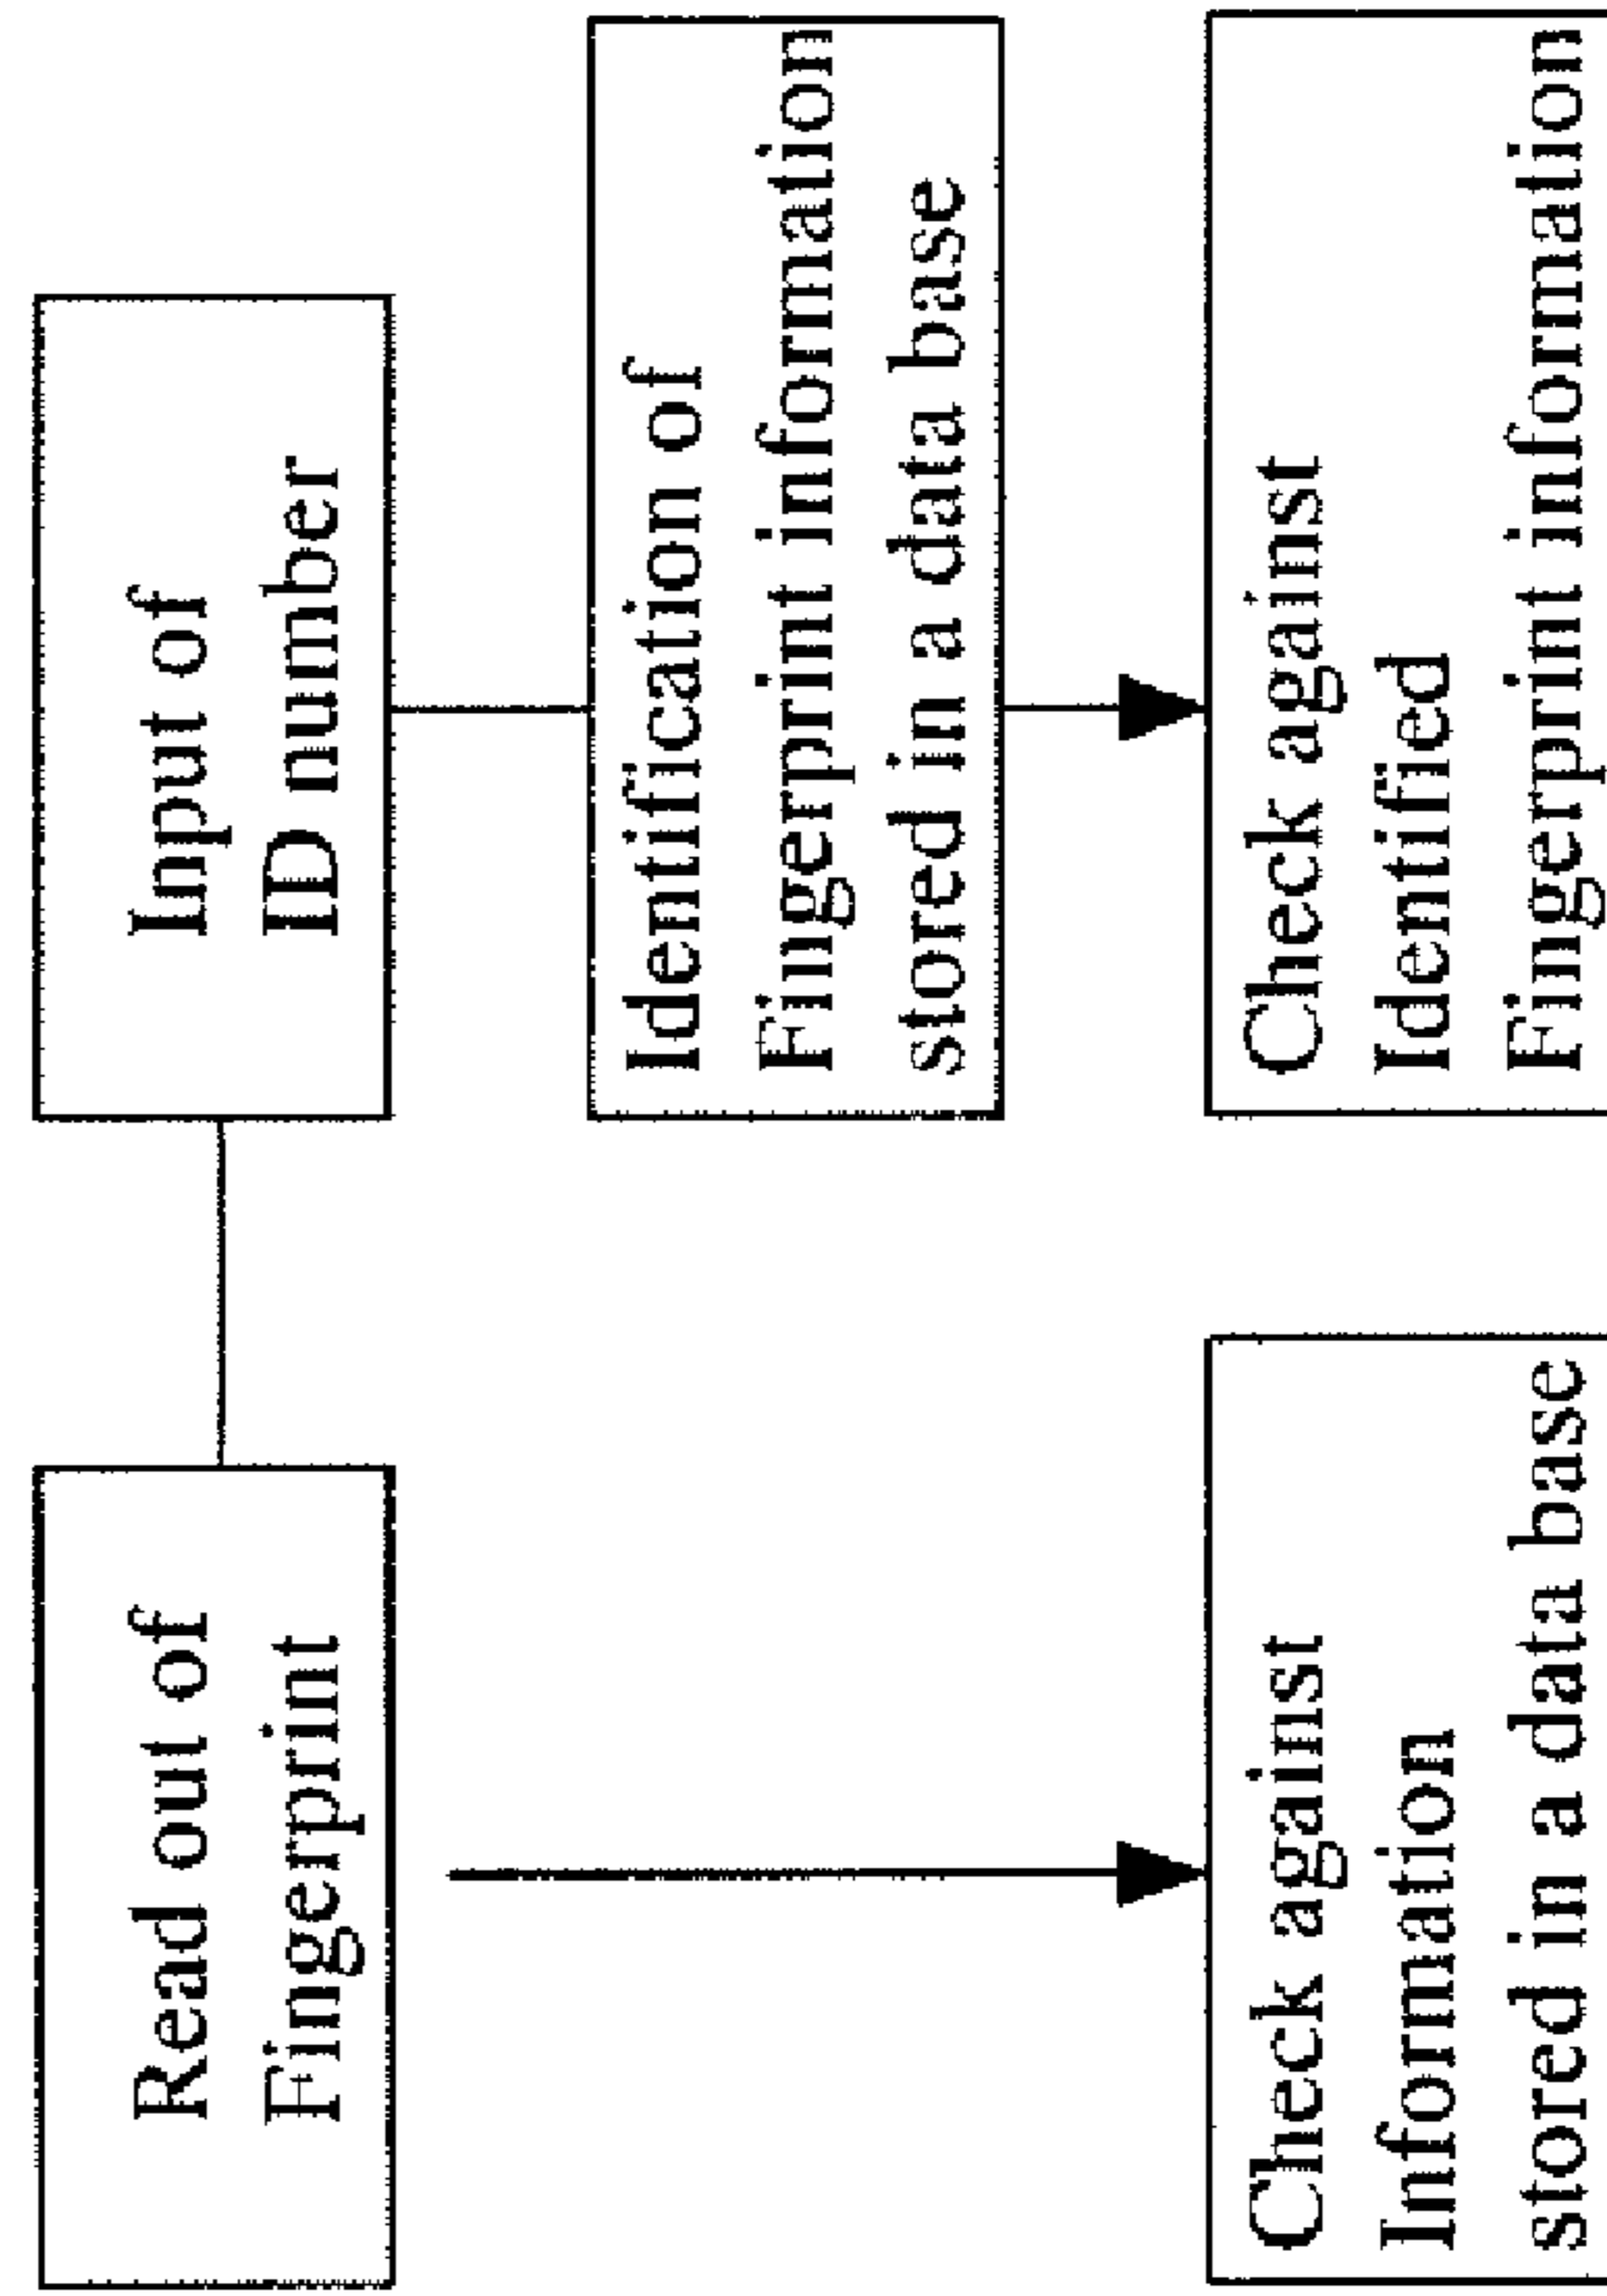 Read out of
Fingerprint
Input of
ID number
Identification of
Fingerprint information
stored in a data base
Check against
Information
stored in a data base
Check against
Identified
Fingerprint information